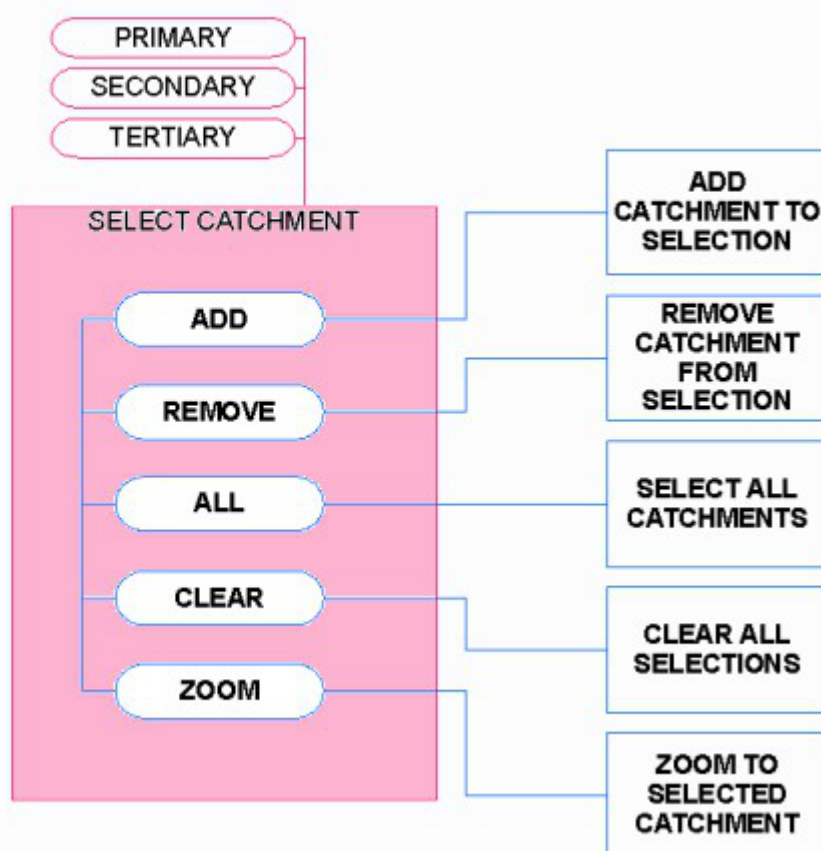 PRIMARY
SECONDARY
TERTIARY
SELECT CATCHMENT
ADD
REMOVE
ALL
CLEAR
ZOOM
ADD
CATCHMENT TO
SELECTION
REMOVE
CATCHMENT
FROM
SELECTION
SELECT ALL
CATCHMENTS
CLEAR ALL
SELECTIONS
ZOOM TO
SELECTED
CATCHMENT